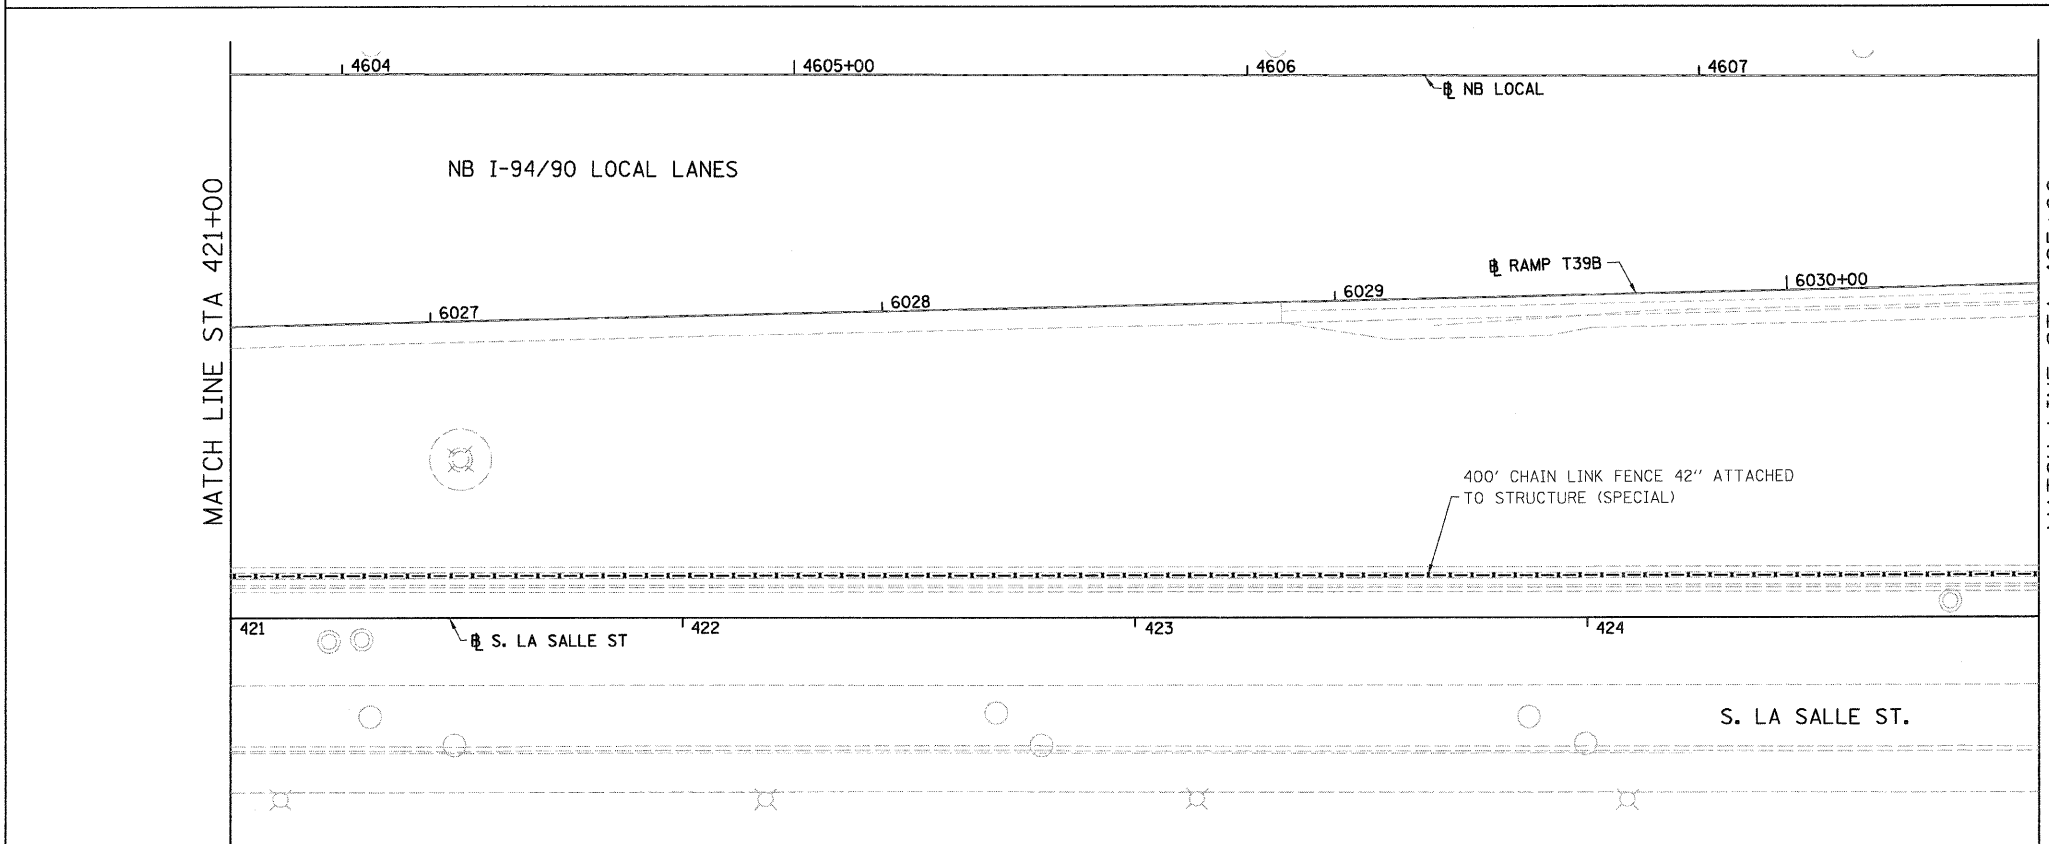 4604
4605+00
4606
4607
℄ NB LOCAL
NB I-94/90 LOCAL LANES
MATCH LINE STA 421+00
℄ RAMP T39B
6027
6028
6029
6030+00
400' CHAIN LINK FENCE 42" ATTACHED
TO STRUCTURE (SPECIAL)
421
422
423
424
℄ S. LA SALLE ST
S. LA SALLE ST.